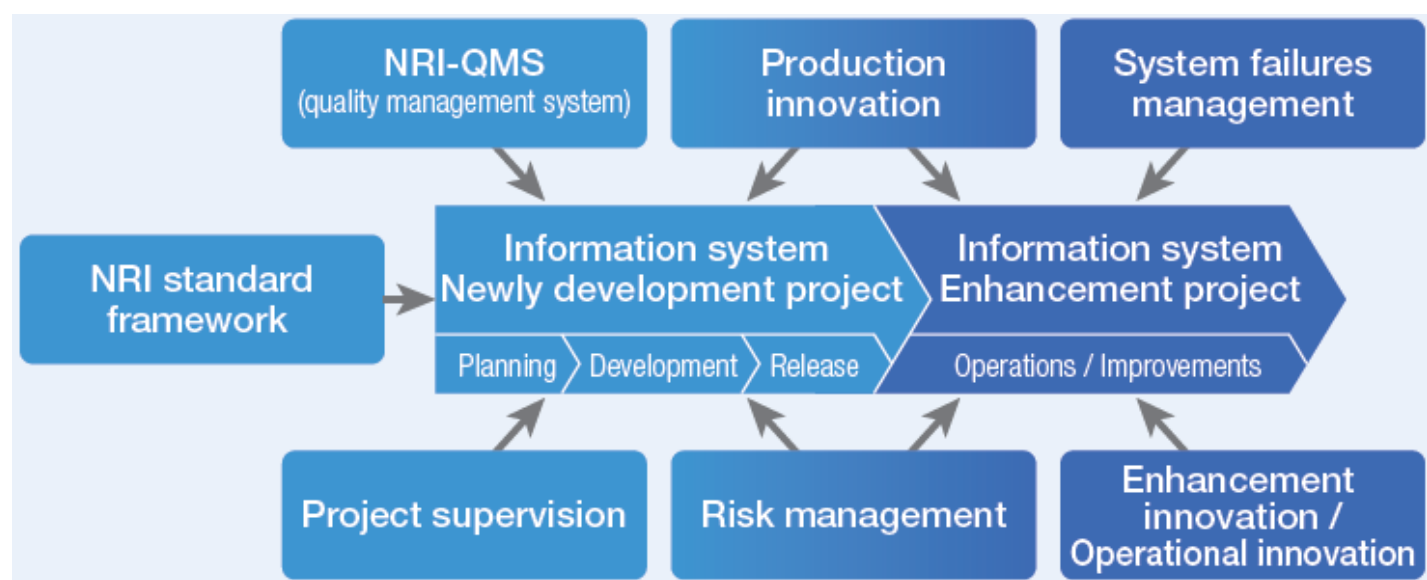 NRI-QMS
(quality management system)
Production
innovation
System failures
management
NRI standard
framework
Information system
Newly development project
Information system
Enhancement project
Planning
Development
Release
Operations / Improvements
Project supervision
Risk management
Enhancement
innovation /
Operational innovation